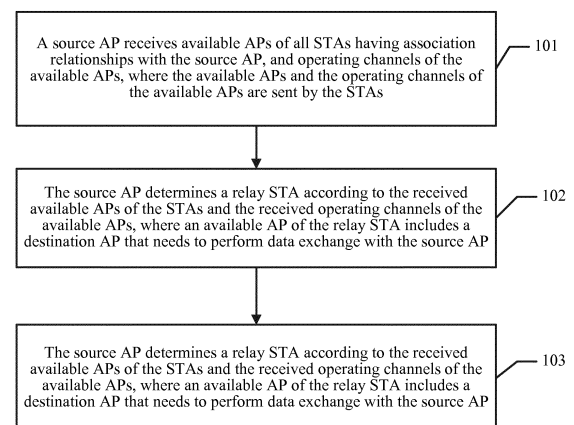 A source AP receives available APs of all STAs having association
relationships with the source AP, and operating channels of the
available APs, where the available APs and the operating channels of
the available APs are sent by the STAs
101
The source AP determines a relay STA according to the received
available APs of the STAs and the received operating channels of the
available APs, where an available AP of the relay STA includes a
destination AP that needs to perform data exchange with the source AP
102
The source AP determines a relay STA according to the received
available APs of the STAs and the received operating channels of the
available APs, where an available AP of the relay STA includes a
destination AP that needs to perform data exchange with the source AP
103